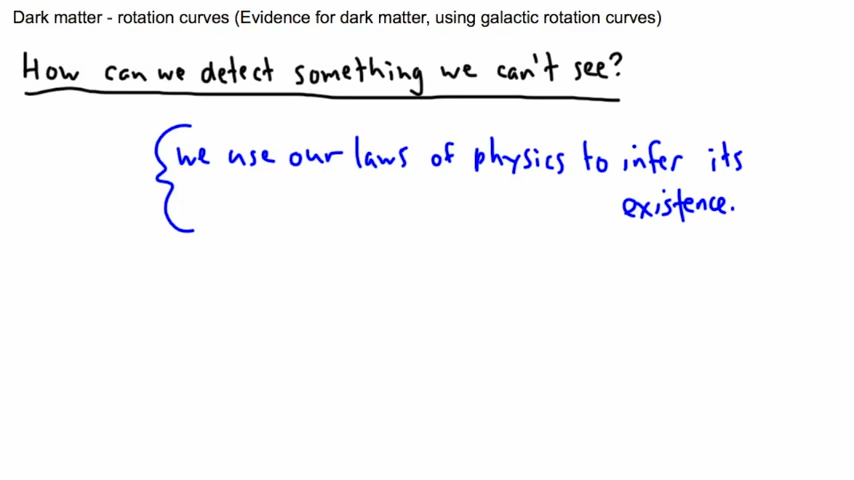 Dark matter - rotation curves (Evidence for dark matter, using galactic rotation curves)
How can we detect something we can't see?
we use our laws of physics to infer its
existence.